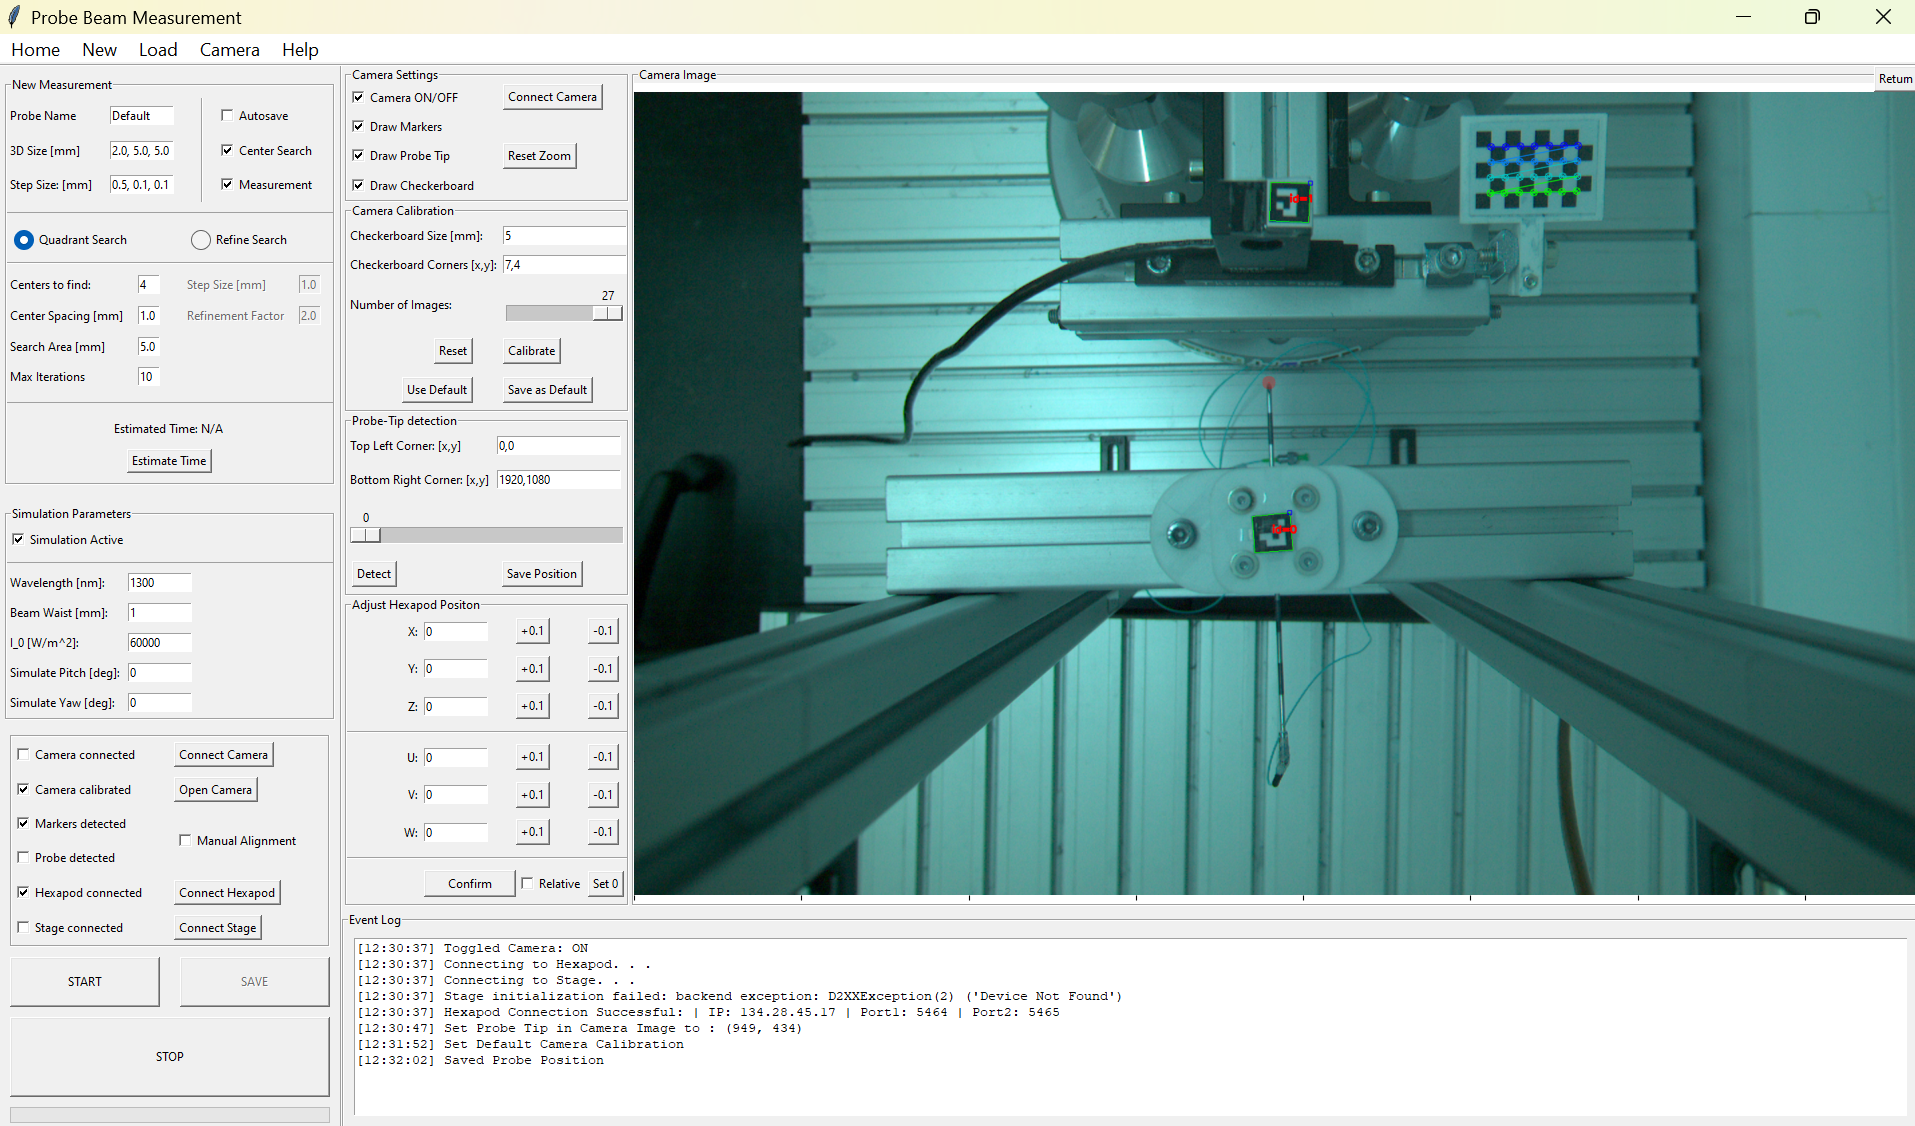 Probe Beam Measurement
Home New Load Camera Help
New Measurement
Probe Name Default Autosave
3D Size [mm] 2.0, 5.0, 5.0 Center Search
Step Size: [mm] 0.5, 0.1, 0.1 Measurement
Quadrant Search Refine Search
Centers to find: 4 Step Size [mm] 1.0
Center Spacing [mm] 1.0 Refinement Factor 2.0
Search Area [mm] 5.0
Max Iterations 10
Estimated Time: N/A
Estimate Time
Simulation Parameters
Simulation Active
Wavelength [nm]: 1300
Beam Waist [mm]: 1
I_0 [W/m^2]: 60000
Simulate Pitch [deg]: 0
Simulate Yaw [deg]: 0
Camera connected Connect Camera
Camera calibrated Open Camera
Markers detected
Manual Alignment
Probe detected
Hexapod connected Connect Hexapod
Stage connected Connect Stage
START SAVE
STOP
Camera Settings
Camera ON/OFF Connect Camera
Draw Markers
Draw Probe Tip Reset Zoom
Draw Checkerboard
Camera Calibration
Checkerboard Size [mm]: 5
Checkerboard Corners [x,y]: 7,4
27
Number of Images:
Reset Calibrate
Use Default Save as Default
Probe-Tip detection
Top Left Corner: [x,y] 0,0
Bottom Right Corner: [x,y] 1920,1080
0
Detect Save Position
Adjust Hexapod Positon
X: 0 +0.1 -0.1
Y: 0 +0.1 -0.1
Z: 0 +0.1 -0.1
U: 0 +0.1 -0.1
V: 0 +0.1 -0.1
W: 0 +0.1 -0.1
Confirm Relative Set 0
Camera Image
Return
id=1
id=0
Event Log
[12:30:37] Toggled Camera: ON
[12:30:37] Connecting to Hexapod. . .
[12:30:37] Connecting to Stage. . .
[12:30:37] Stage initialization failed: backend exception: D2XXException(2) ('Device Not Found')
[12:30:37] Hexapod Connection Successful: | IP: 134.28.45.17 | Port1: 5464 | Port2: 5465
[12:30:47] Set Probe Tip in Camera Image to : (949, 434)
[12:31:52] Set Default Camera Calibration
[12:32:02] Saved Probe Position